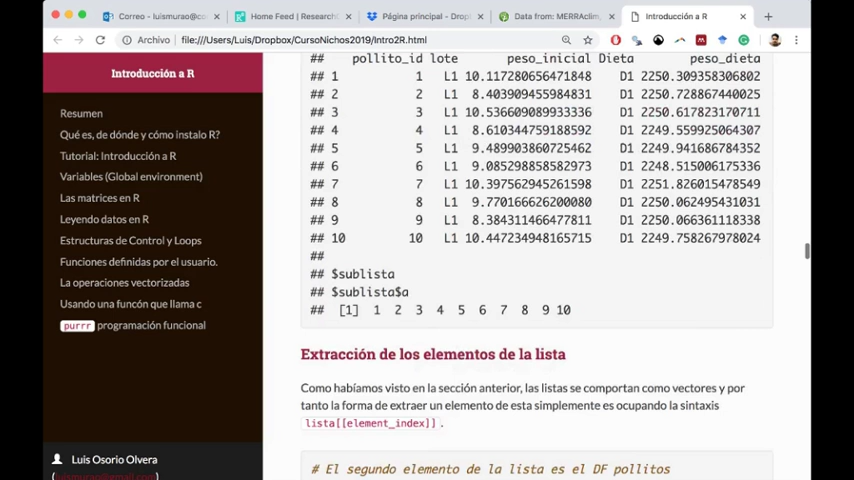 Correo - luismurao@co
Home Feed | Research
Página principal - Drop
Data from: MERRAclim,
Introducción a R
Archivo file:///Users/Luis/Dropbox/CursoNichos2019/Intro2R.html
Introducción a R
Resumen
Qué es, de dónde y cómo instalo R?
Tutorial: Introducción a R
Variables (Global environment)
Las matrices en R
Leyendo datos en R
Estructuras de Control y Loops
Funciones definidas por el usuario.
La operaciones vectorizadas
Usando una funcón que llama c
purrr programación funcional
Luis Osorio Olvera
## pollito_id lote peso_inicial Dieta peso_dieta
## 1 1 L1 10.117280656471848 D1 2250.309358306802
## 2 2 L1 8.403909455984831 D1 2250.728867440025
## 3 3 L1 10.536609089933336 D1 2250.617823170711
## 4 4 L1 8.610344759188592 D1 2249.559925064307
## 5 5 L1 9.489903860725462 D1 2249.941686784352
## 6 6 L1 9.085298858582973 D1 2248.515006175336
## 7 7 L1 10.397562945261598 D1 2251.826015478549
## 8 8 L1 9.770166626200080 D1 2250.062495431031
## 9 9 L1 8.384311466477811 D1 2250.066361118338
## 10 10 L1 10.447234948165715 D1 2249.758267978024
##
## $sublista
## $sublista$a
## [1] 1 2 3 4 5 6 7 8 9 10
Extracción de los elementos de la lista
Como habíamos visto en la sección anterior, las listas se comportan como vectores y por
tanto la forma de extraer un elemento de esta simplemente es ocupando la sintaxis
lista[[element_index]] .
# El segundo elemento de la lista es el DF pollitos